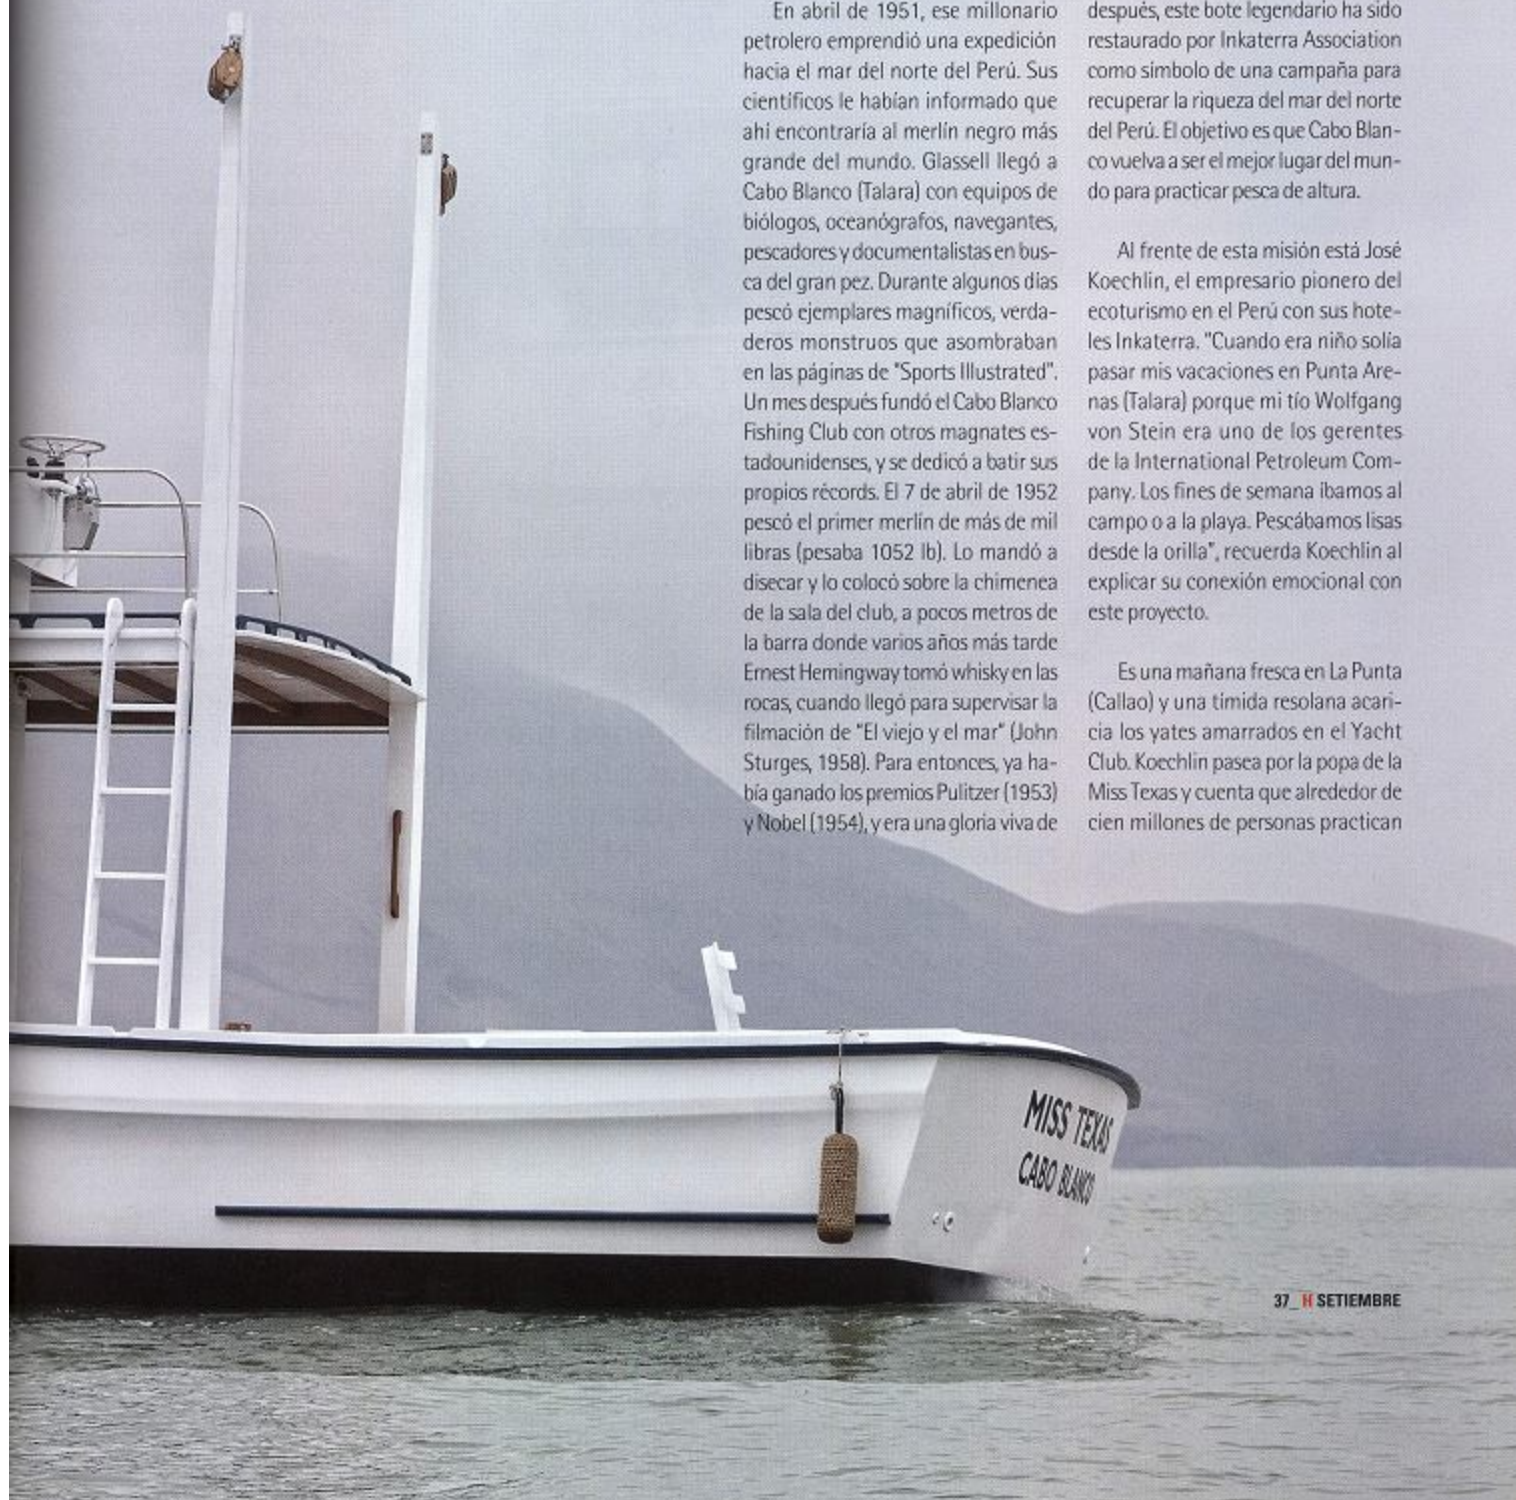 En abril de 1951, ese millonario
petrolero emprendió una expedición
hacia el mar del norte del Perú. Sus
científicos le habían informado que
ahí encontraría al merlín negro más
grande del mundo. Glassell llegó a
Cabo Blanco (Talara) con equipos de
biólogos, oceanógrafos, navegantes,
pescadores y documentalistas en bus-
ca del gran pez. Durante algunos días
pescó ejemplares magníficos, verda-
deros monstruos que asombraban
en las páginas de "Sports Illustrated".
Un mes después fundó el Cabo Blanco
Fishing Club con otros magnates es-
tadounidenses, y se dedicó a batir sus
propios récords. El 7 de abril de 1952
pescó el primer merlín de más de mil
libras (pesaba 1052 lb). Lo mandó a
disecar y lo colocó sobre la chimenea
de la sala del club, a pocos metros de
la barra donde varios años más tarde
Ernest Hemingway tomó whisky en las
rocas, cuando llegó para supervisar la
filmación de "El viejo y el mar" (John
Sturges, 1958). Para entonces, ya ha-
bía ganado los premios Pulitzer (1953)
y Nobel (1954), y era una gloria viva de
después, este bote legendario ha sido
restaurado por Inkaterra Association
como símbolo de una campaña para
recuperar la riqueza del mar del norte
del Perú. El objetivo es que Cabo Blan-
co vuelva a ser el mejor lugar del mun-
do para practicar pesca de altura.
Al frente de esta misión está José
Koechlin, el empresario pionero del
ecoturismo en el Perú con sus hote-
les Inkaterra. "Cuando era niño solía
pasar mis vacaciones en Punta Are-
nas (Talara) porque mi tío Wolfgang
von Stein era uno de los gerentes
de la International Petroleum Com-
pany. Los fines de semana íbamos al
campo o a la playa. Pescábamos lisas
desde la orilla", recuerda Koechlin al
explicar su conexión emocional con
este proyecto.
Es una mañana fresca en La Punta
(Callao) y una tímida resolana acari-
cia los yates amarrados en el Yacht
Club. Koechlin pasea por la popa de la
Miss Texas y cuenta que alrededor de
cien millones de personas practican
MISS TEXAS
CABO BLANCO
37_H SETIEMBRE